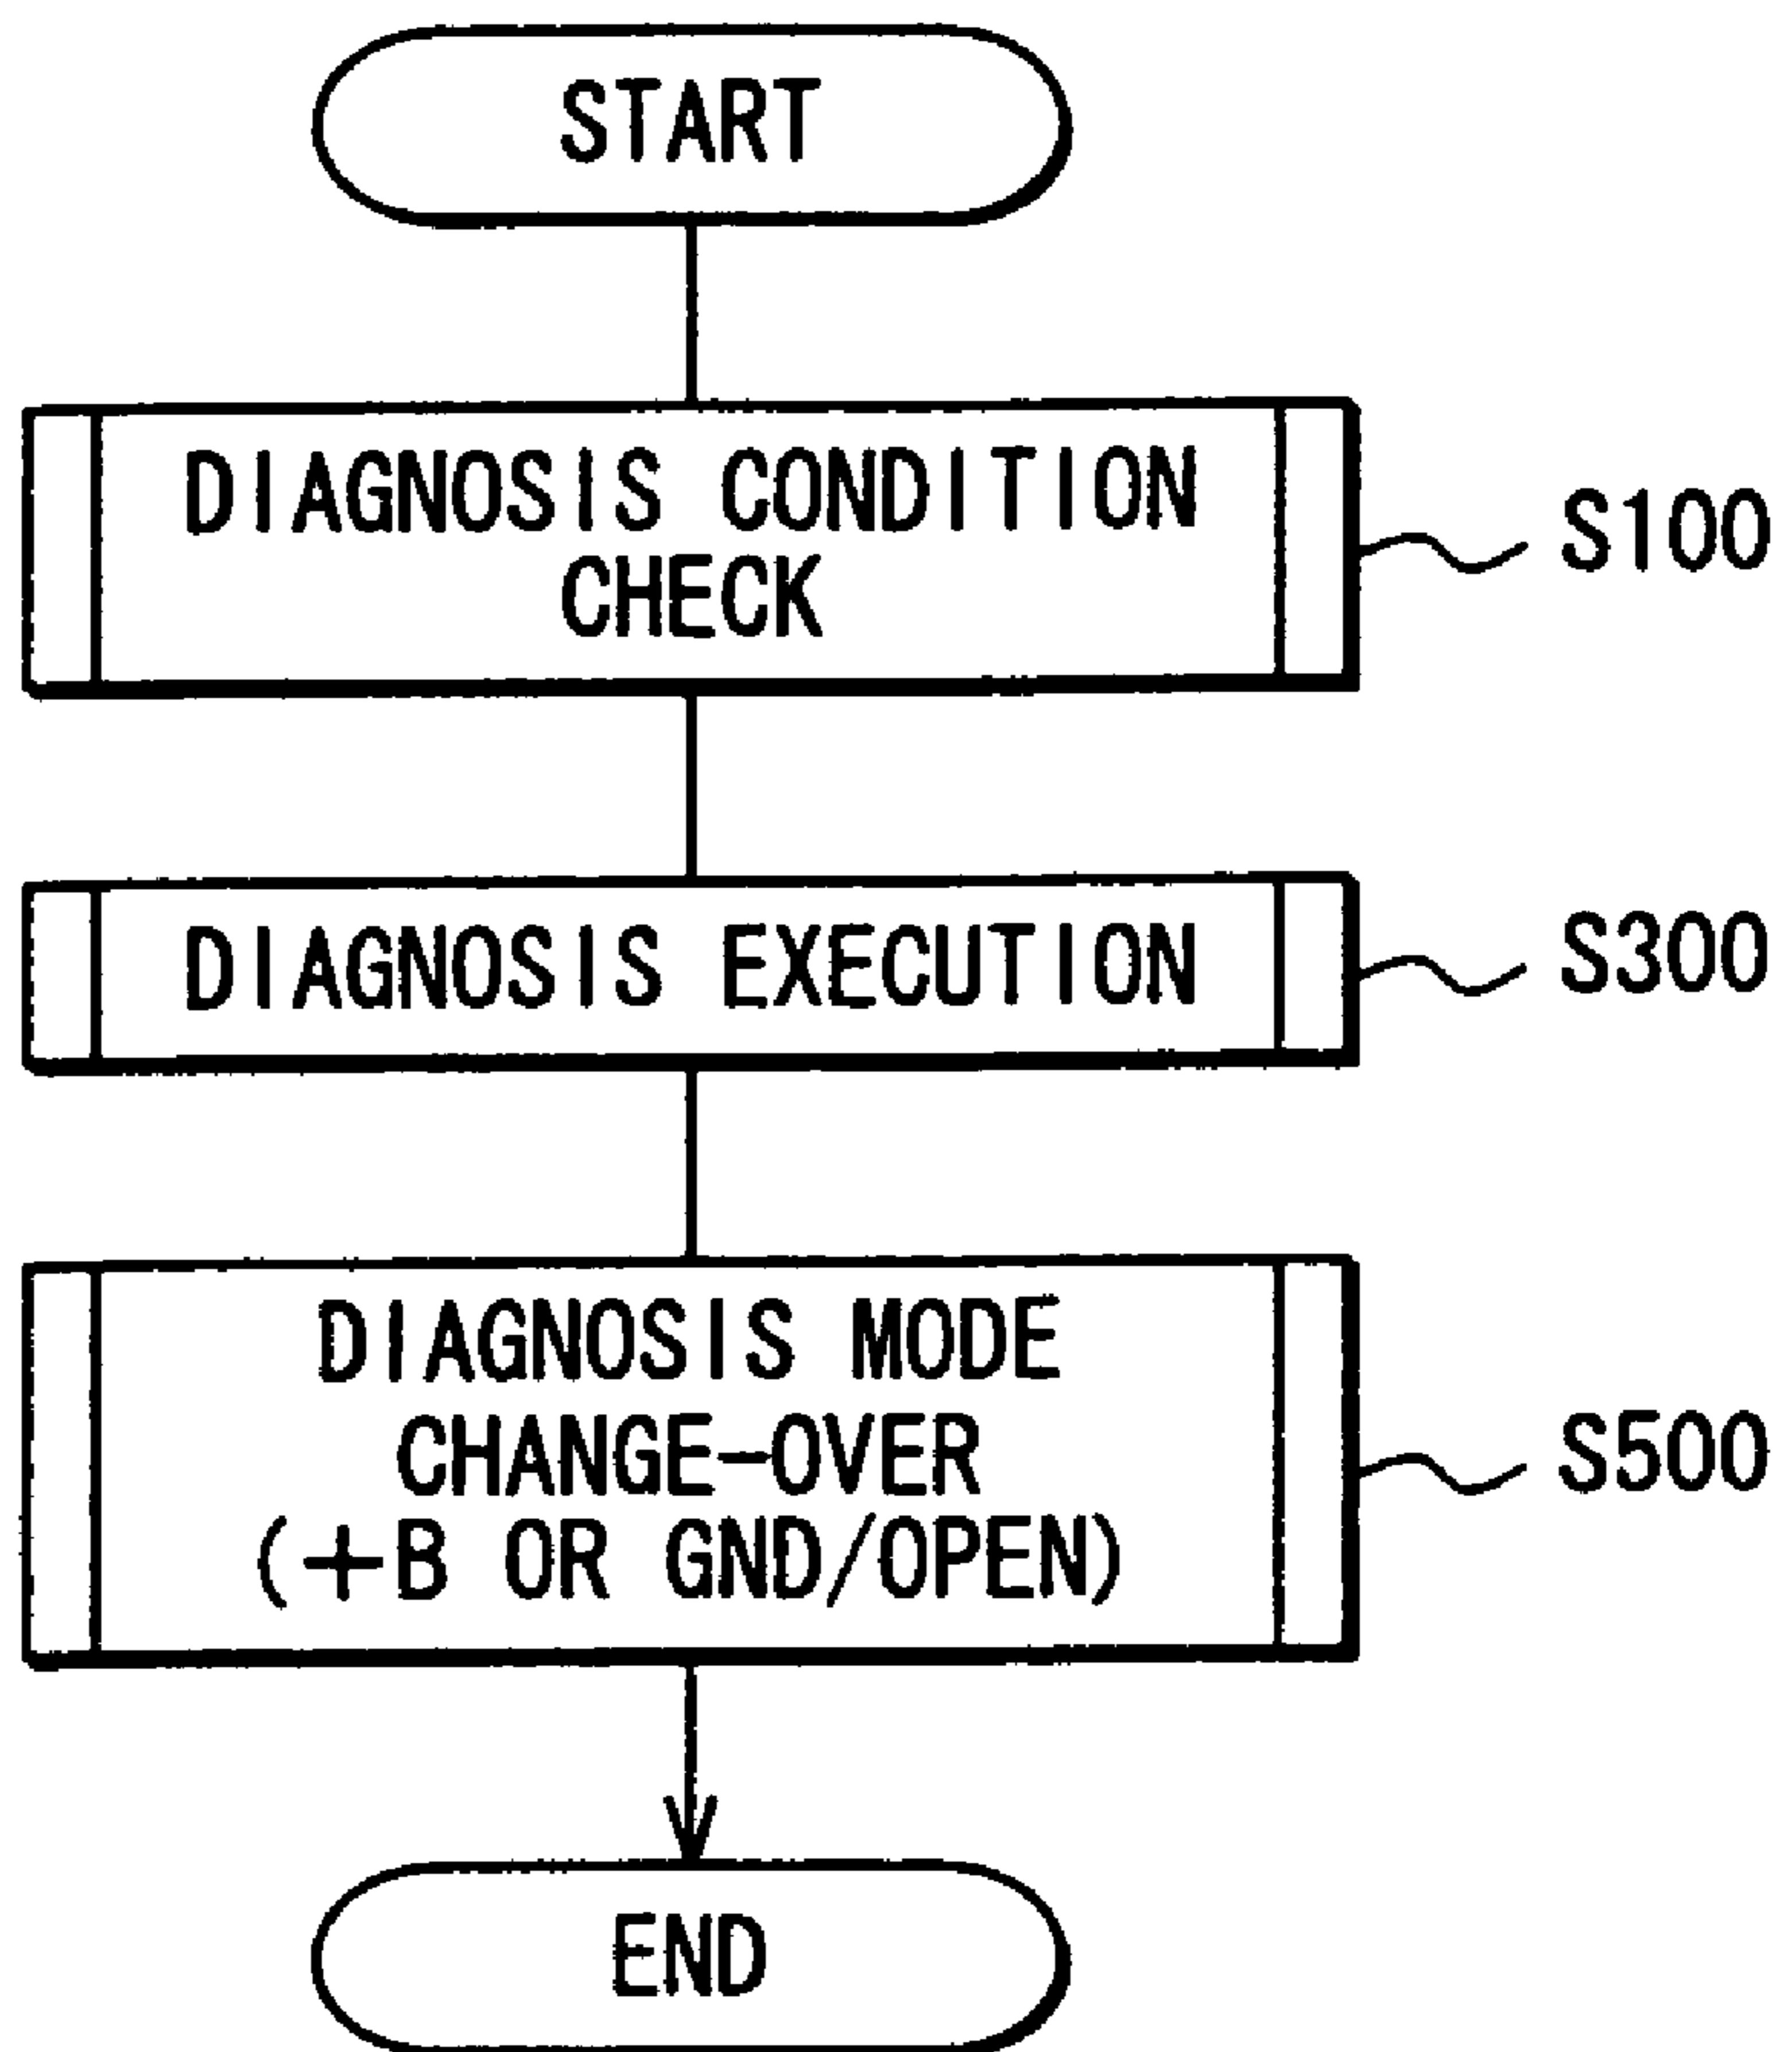 START
DIAGNOSIS CONDITION
CHECK
S100
DIAGNOSIS EXECUTION
S300
DIAGNOSIS MODE
CHANGE-OVER
(+B OR GND/OPEN)
S500
END